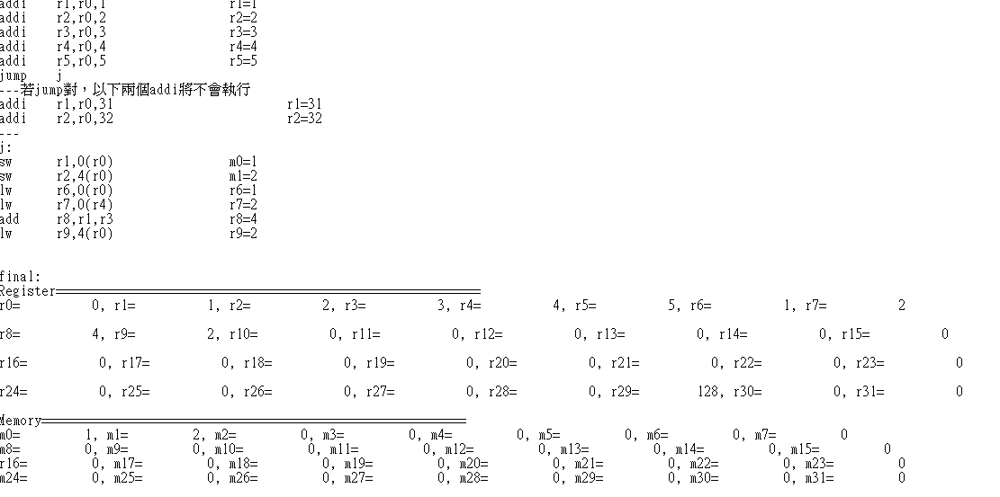 addi r1,r0,1 r1=1
addi r2,r0,2 r2=2
addi r3,r0,3 r3=3
addi r4,r0,4 r4=4
addi r5,r0,5 r5=5
jump j
---若jump對，以下兩個addi將不會執行
addi r1,r0,31 r1=31
addi r2,r0,32 r2=32
---
j:
sw r1,0(r0) m0=1
sw r2,4(r0) m1=2
lw r6,0(r0) r6=1
lw r7,0(r4) r7=2
add r8,r1,r3 r8=4
lw r9,4(r0) r9=2
final:
Register============================================================
r0= 0, r1= 1, r2= 2, r3= 3, r4= 4, r5= 5, r6= 1, r7= 2
r8= 4, r9= 2, r10= 0, r11= 0, r12= 0, r13= 0, r14= 0, r15= 0
r16= 0, r17= 0, r18= 0, r19= 0, r20= 0, r21= 0, r22= 0, r23= 0
r24= 0, r25= 0, r26= 0, r27= 0, r28= 0, r29= 128, r30= 0, r31= 0
Memory============================================================
m0= 1, m1= 2, m2= 0, m3= 0, m4= 0, m5= 0, m6= 0, m7= 0
m8= 0, m9= 0, m10= 0, m11= 0, m12= 0, m13= 0, m14= 0, m15= 0
r16= 0, m17= 0, m18= 0, m19= 0, m20= 0, m21= 0, m22= 0, m23= 0
m24= 0, m25= 0, m26= 0, m27= 0, m28= 0, m29= 0, m30= 0, m31= 0